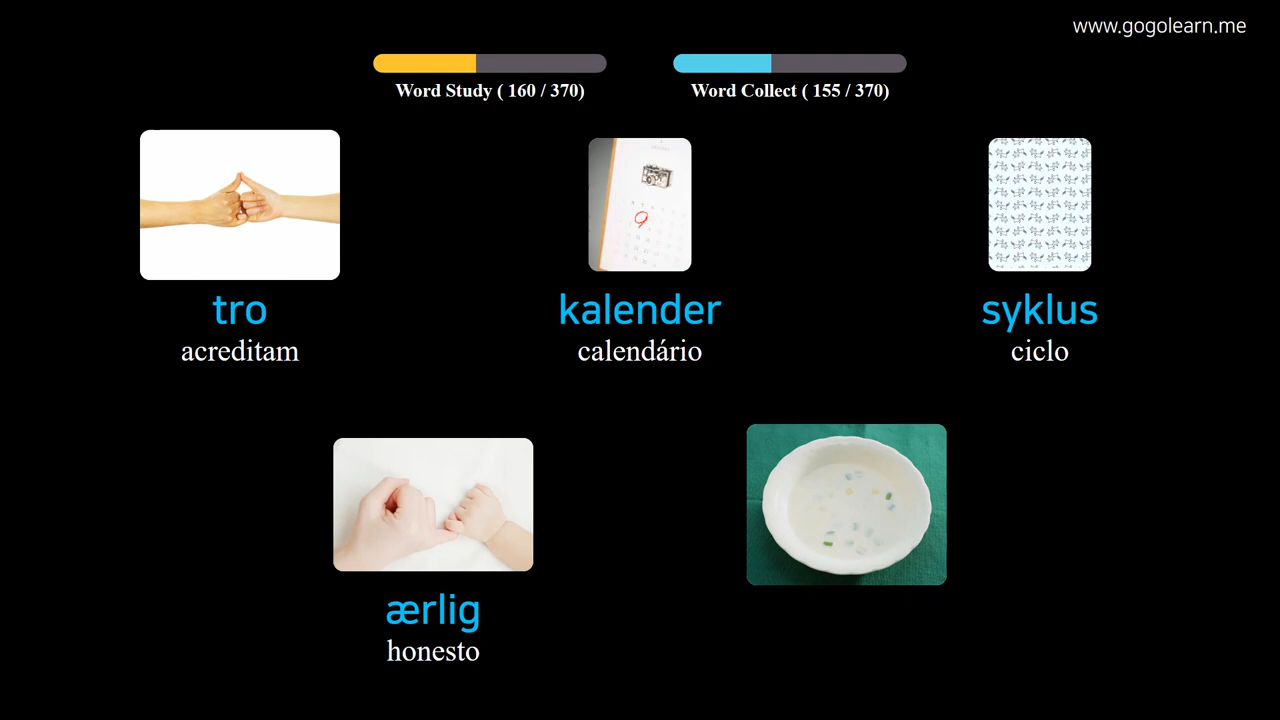 www.gogolearn.me
Word Study ( 160 / 370)
Word Collect ( 155 / 370)
tro
acreditam
kalender
calendário
syklus
ciclo
ærlig
honesto